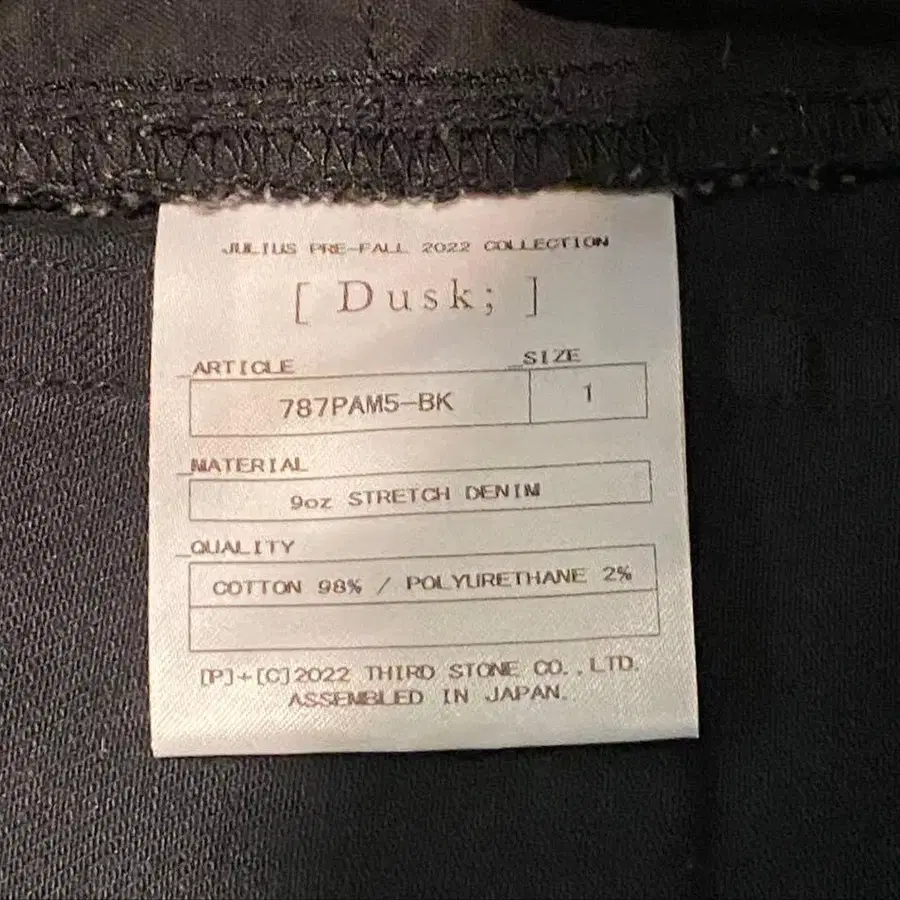 JULIUS PRE-FALL 2022 COLLECTION
[ Dusk; ]
_ARTICLE _SIZE
787PAM5-BK 1
_MATERIAL
9oz STRETCH DENIM
_QUALITY
COTTON 98% / POLYURETHANE 2%
[P]+[C]2022 THIRD STONE CO.,LTD.
ASSEMBLED IN JAPAN.